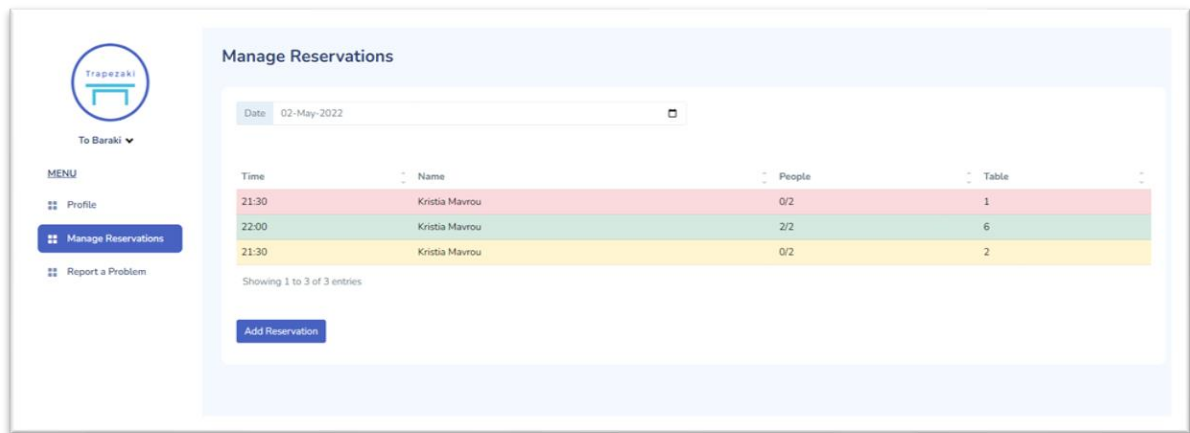 Trapezaki
To Baraki
MENU
Profile
Manage Reservations
Report a Problem
Manage Reservations
Date 02-May-2022
Time Name People Table
21:30 Kristia Mavrou 0/2 1
22:00 Kristia Mavrou 2/2 6
21:30 Kristia Mavrou 0/2 2
Showing 1 to 3 of 3 entries
Add Reservation